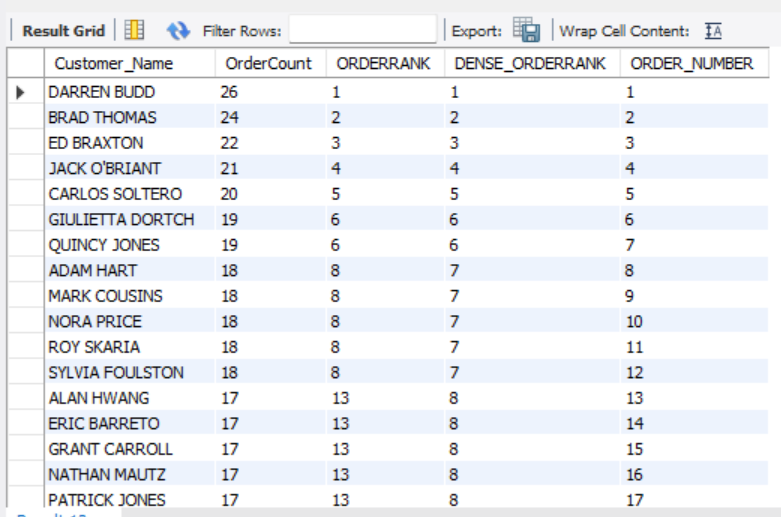 Result Grid Filter Rows: Export: Wrap Cell Content: IA
Customer_Name OrderCount ORDERRANK DENSE_ORDERRANK ORDER_NUMBER
DARREN BUDD 26 1 1 1
BRAD THOMAS 24 2 2 2
ED BRAXTON 22 3 3 3
JACK O'BRIANT 21 4 4 4
CARLOS SOLTERO 20 5 5 5
GIULIETTA DORTCH 19 6 6 6
QUINCY JONES 19 6 6 7
ADAM HART 18 8 7 8
MARK COUSINS 18 8 7 9
NORA PRICE 18 8 7 10
ROY SKARIA 18 8 7 11
SYLVIA FOULSTON 18 8 7 12
ALAN HWANG 17 13 8 13
ERIC BARRETO 17 13 8 14
GRANT CARROLL 17 13 8 15
NATHAN MAUTZ 17 13 8 16
PATRICK JONES 17 13 8 17